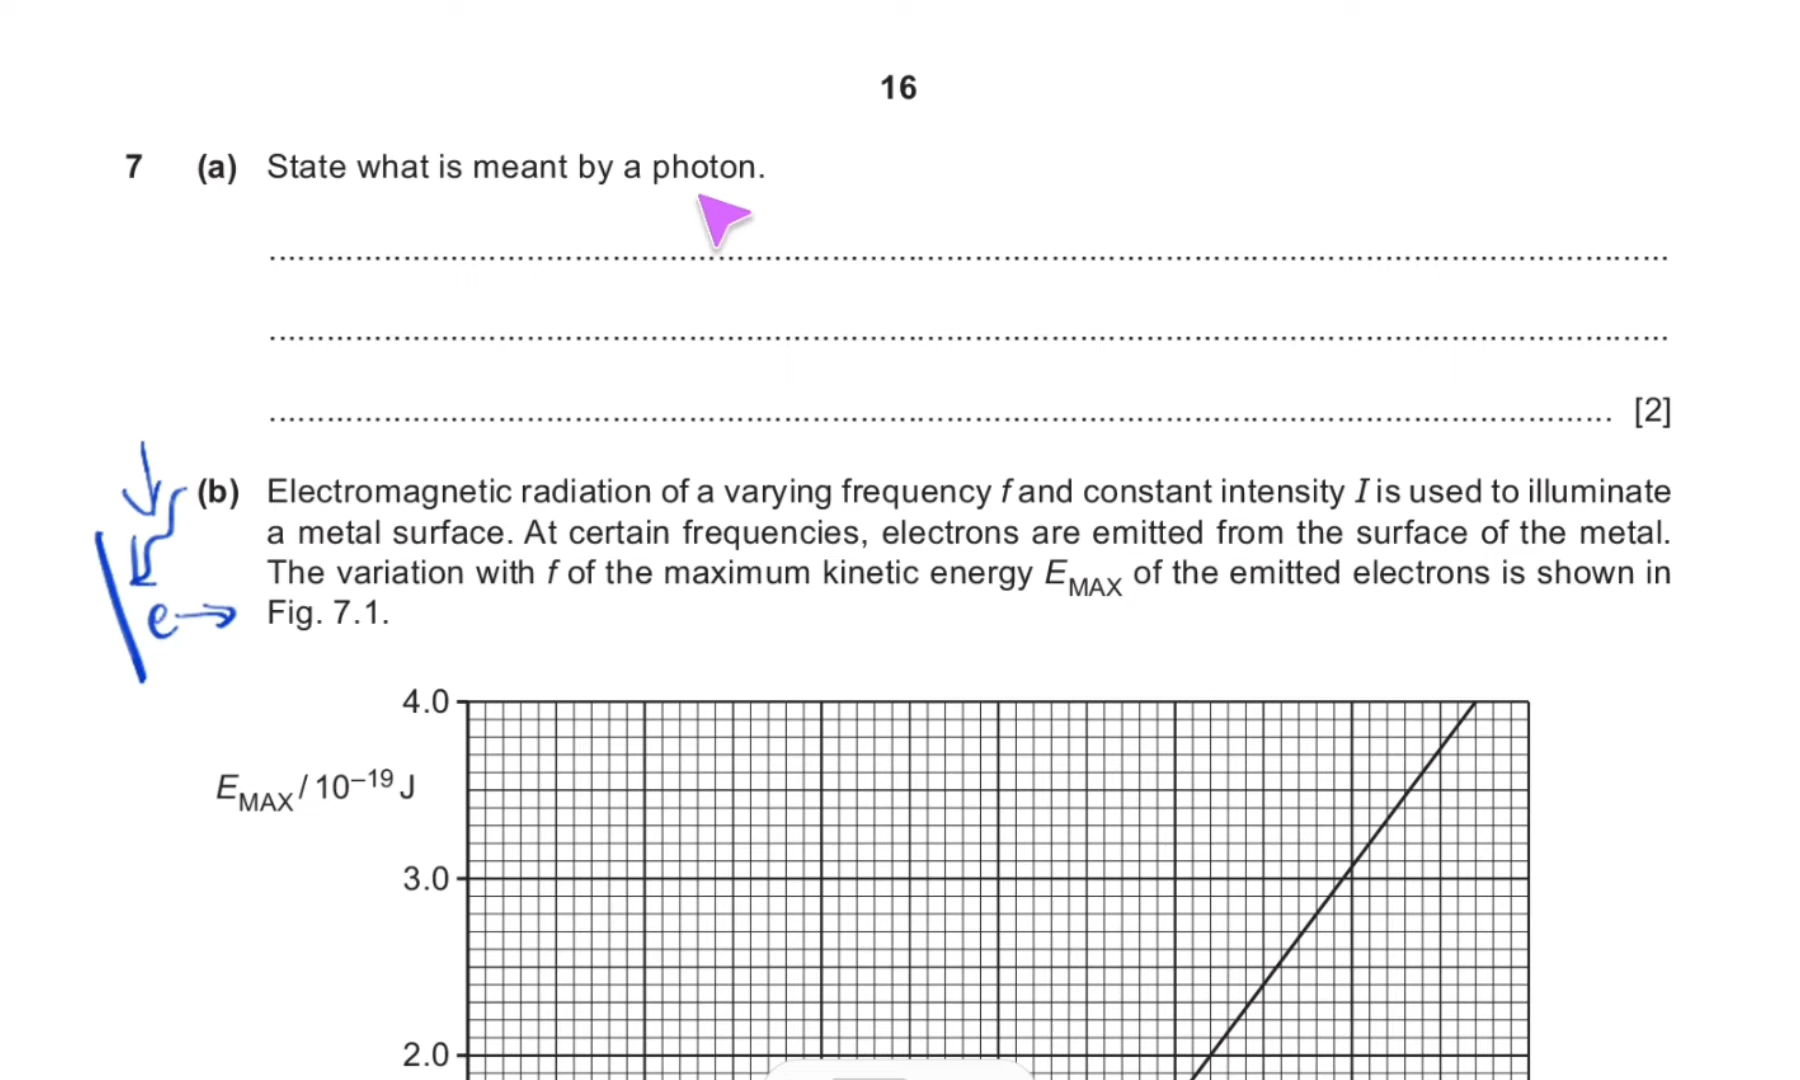 16
7 (a) State what is meant by a photon.
[2]
(b) Electromagnetic radiation of a varying frequency f and constant intensity I is used to illuminate
a metal surface. At certain frequencies, electrons are emitted from the surface of the metal.
The variation with f of the maximum kinetic energy E_MAX of the emitted electrons is shown in
Fig. 7.1.
e
4.0
E_MAX / 10⁻¹⁹ J
3.0
2.0